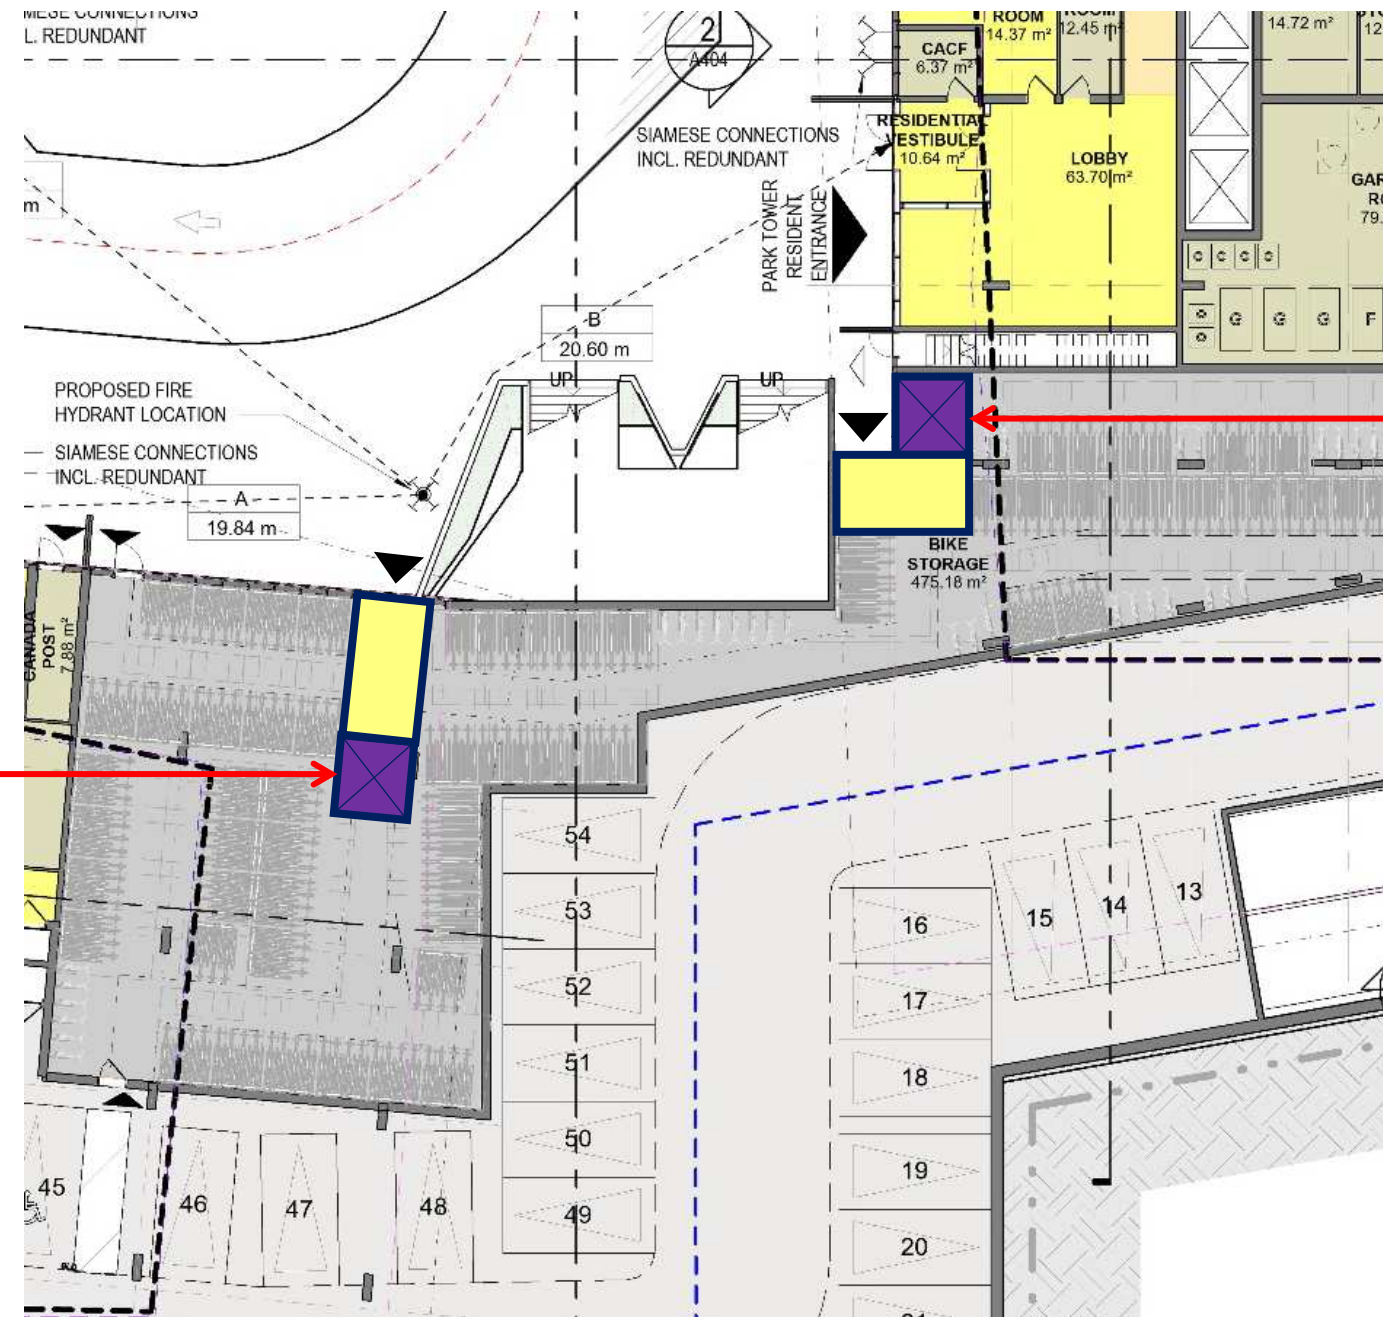 L. REDUNDANT
m
2
A404
SIAMESE CONNECTIONS
INCL. REDUNDANT
CACF
6.37 m²
ROOM
14.37 m²
ROOM
12.45 m²
14.72 m²
12
RESIDENTIAL
VESTIBULE
10.64 m²
LOBBY
63.70 m²
GAR
R
79.
PARK TOWER
RESIDENT
ENTRANCE
G
G
G
F
B
20.60 m
PROPOSED FIRE
HYDRANT LOCATION
SIAMESE CONNECTIONS
INCL. REDUNDANT
A
19.84 m
UP
UP
BIKE
STORAGE
475.18 m²
CANADA
POST
7.88 m²
54
53
52
51
50
49
16
17
18
19
20
15
14
13
45
46
47
48